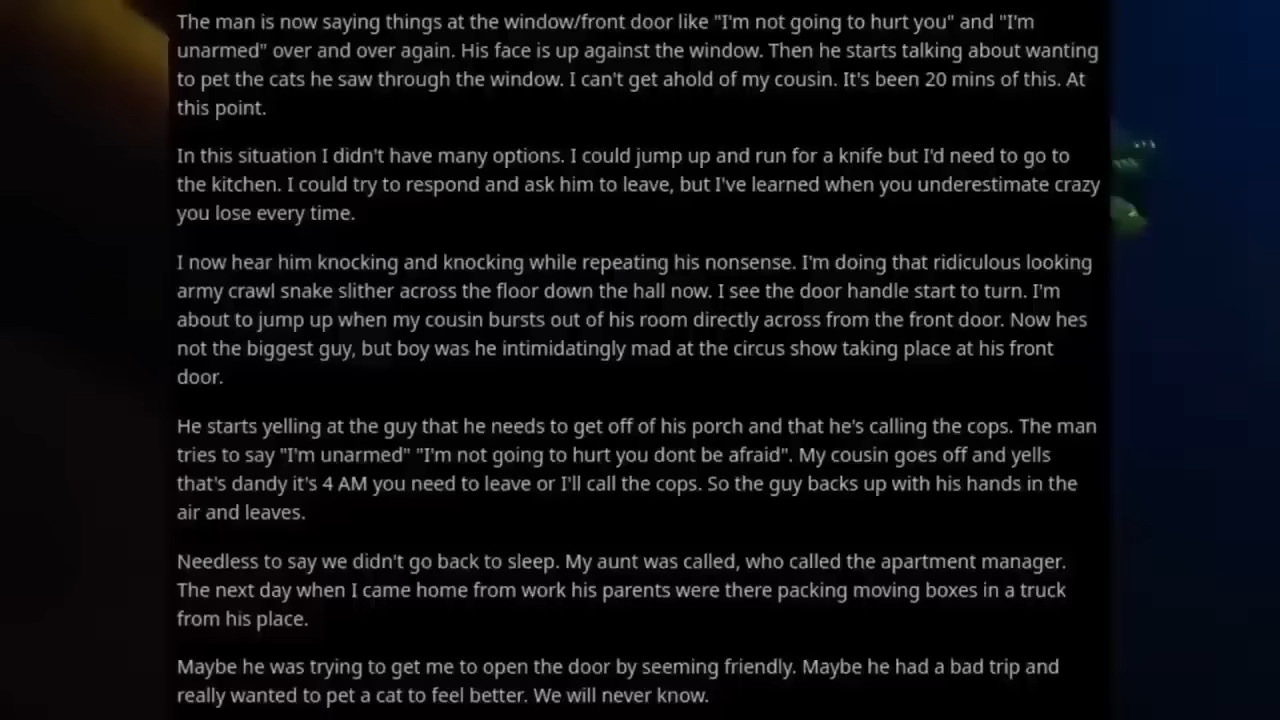 The man is now saying things at the window/front door like "I'm not going to hurt you" and "I'm
unarmed" over and over again. His face is up against the window. Then he starts talking about wanting
to pet the cats he saw through the window. I can't get ahold of my cousin. It's been 20 mins of this. At
this point.
In this situation I didn't have many options. I could jump up and run for a knife but I'd need to go to
the kitchen. I could try to respond and ask him to leave, but I've learned when you underestimate crazy
you lose every time.
I now hear him knocking and knocking while repeating his nonsense. I'm doing that ridiculous looking
army crawl snake slither across the floor down the hall now. I see the door handle start to turn. I'm
about to jump up when my cousin bursts out of his room directly across from the front door. Now hes
not the biggest guy, but boy was he intimidatingly mad at the circus show taking place at his front
door.
He starts yelling at the guy that he needs to get off of his porch and that he's calling the cops. The man
tries to say "I'm unarmed" "I'm not going to hurt you dont be afraid". My cousin goes off and yells
that's dandy it's 4 AM you need to leave or I'll call the cops. So the guy backs up with his hands in the
air and leaves.
Needless to say we didn't go back to sleep. My aunt was called, who called the apartment manager.
The next day when I came home from work his parents were there packing moving boxes in a truck
from his place.
Maybe he was trying to get me to open the door by seeming friendly. Maybe he had a bad trip and
really wanted to pet a cat to feel better. We will never know.